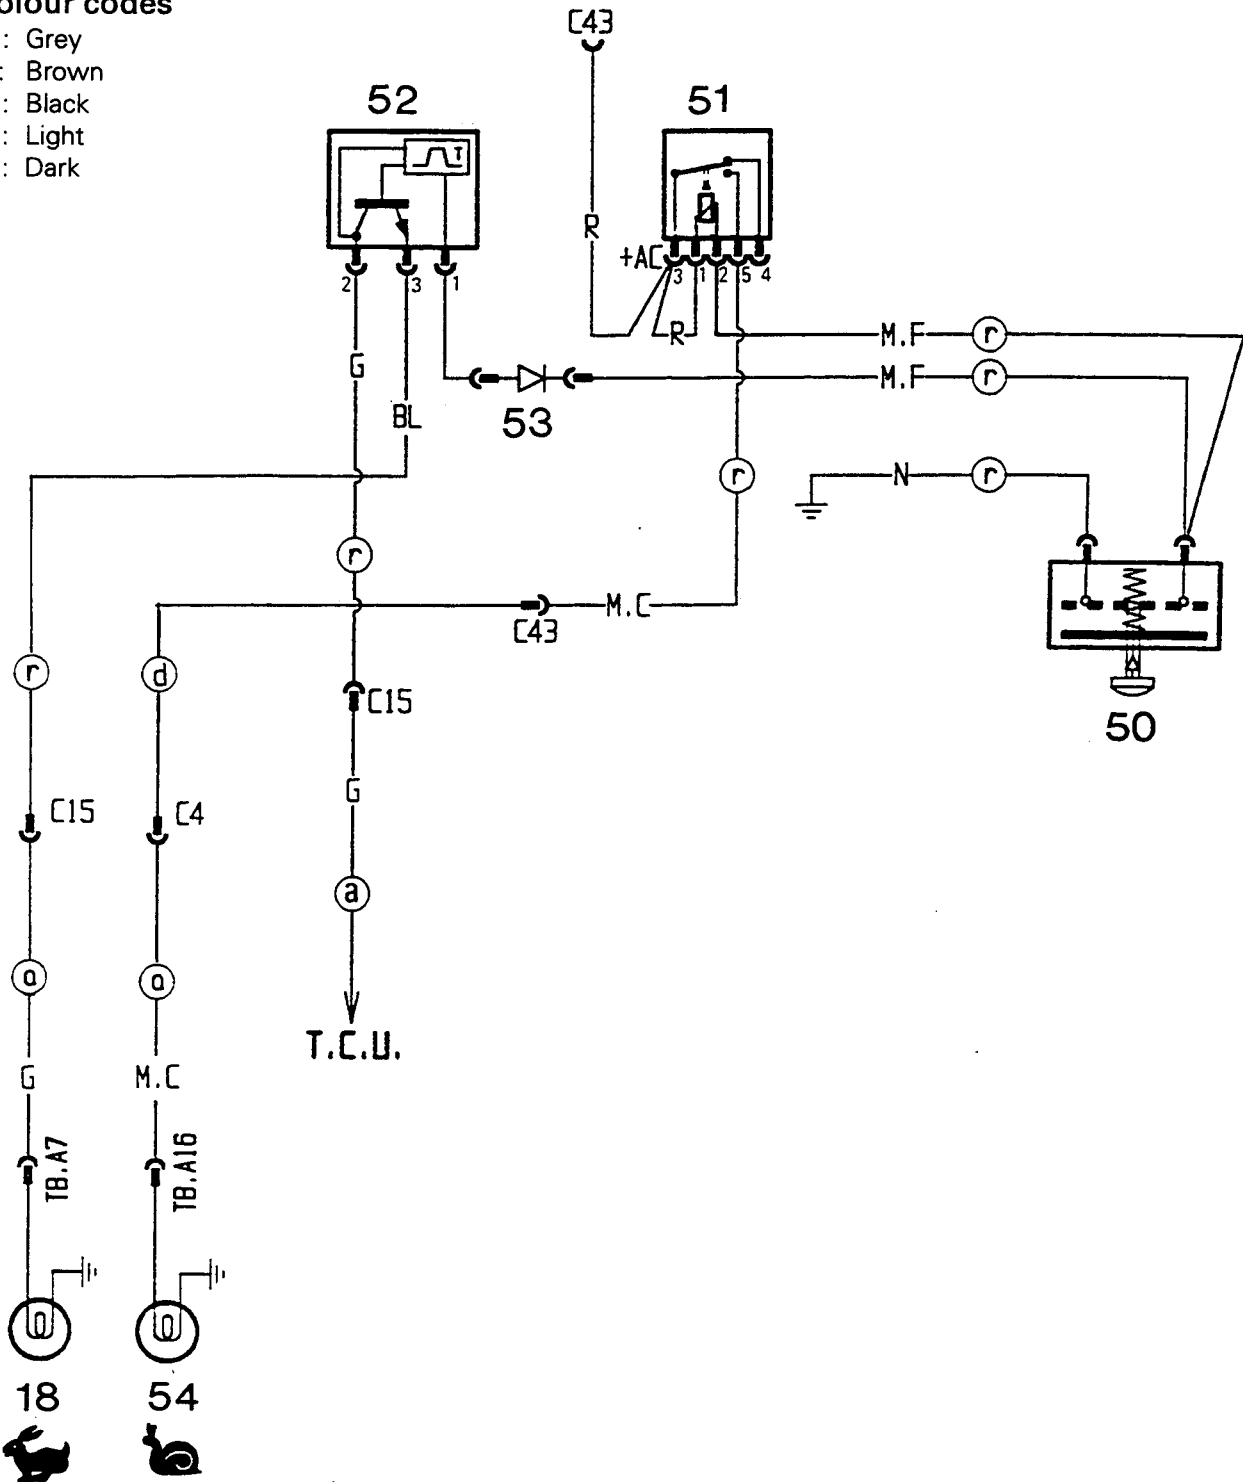 olour codes
: Grey
: Brown
: Black
: Light
: Dark
C43
52
51
T
R
+AC
2
3
1
3
1
2
5
4
R
M.F
r
G
M.F
r
BL
53
r
N
r
r
M.C
C43
r
d
C15
50
G
C15
C4
a
a
a
T.C.U.
G
M.C
TB.A7
TB.A16
18
54